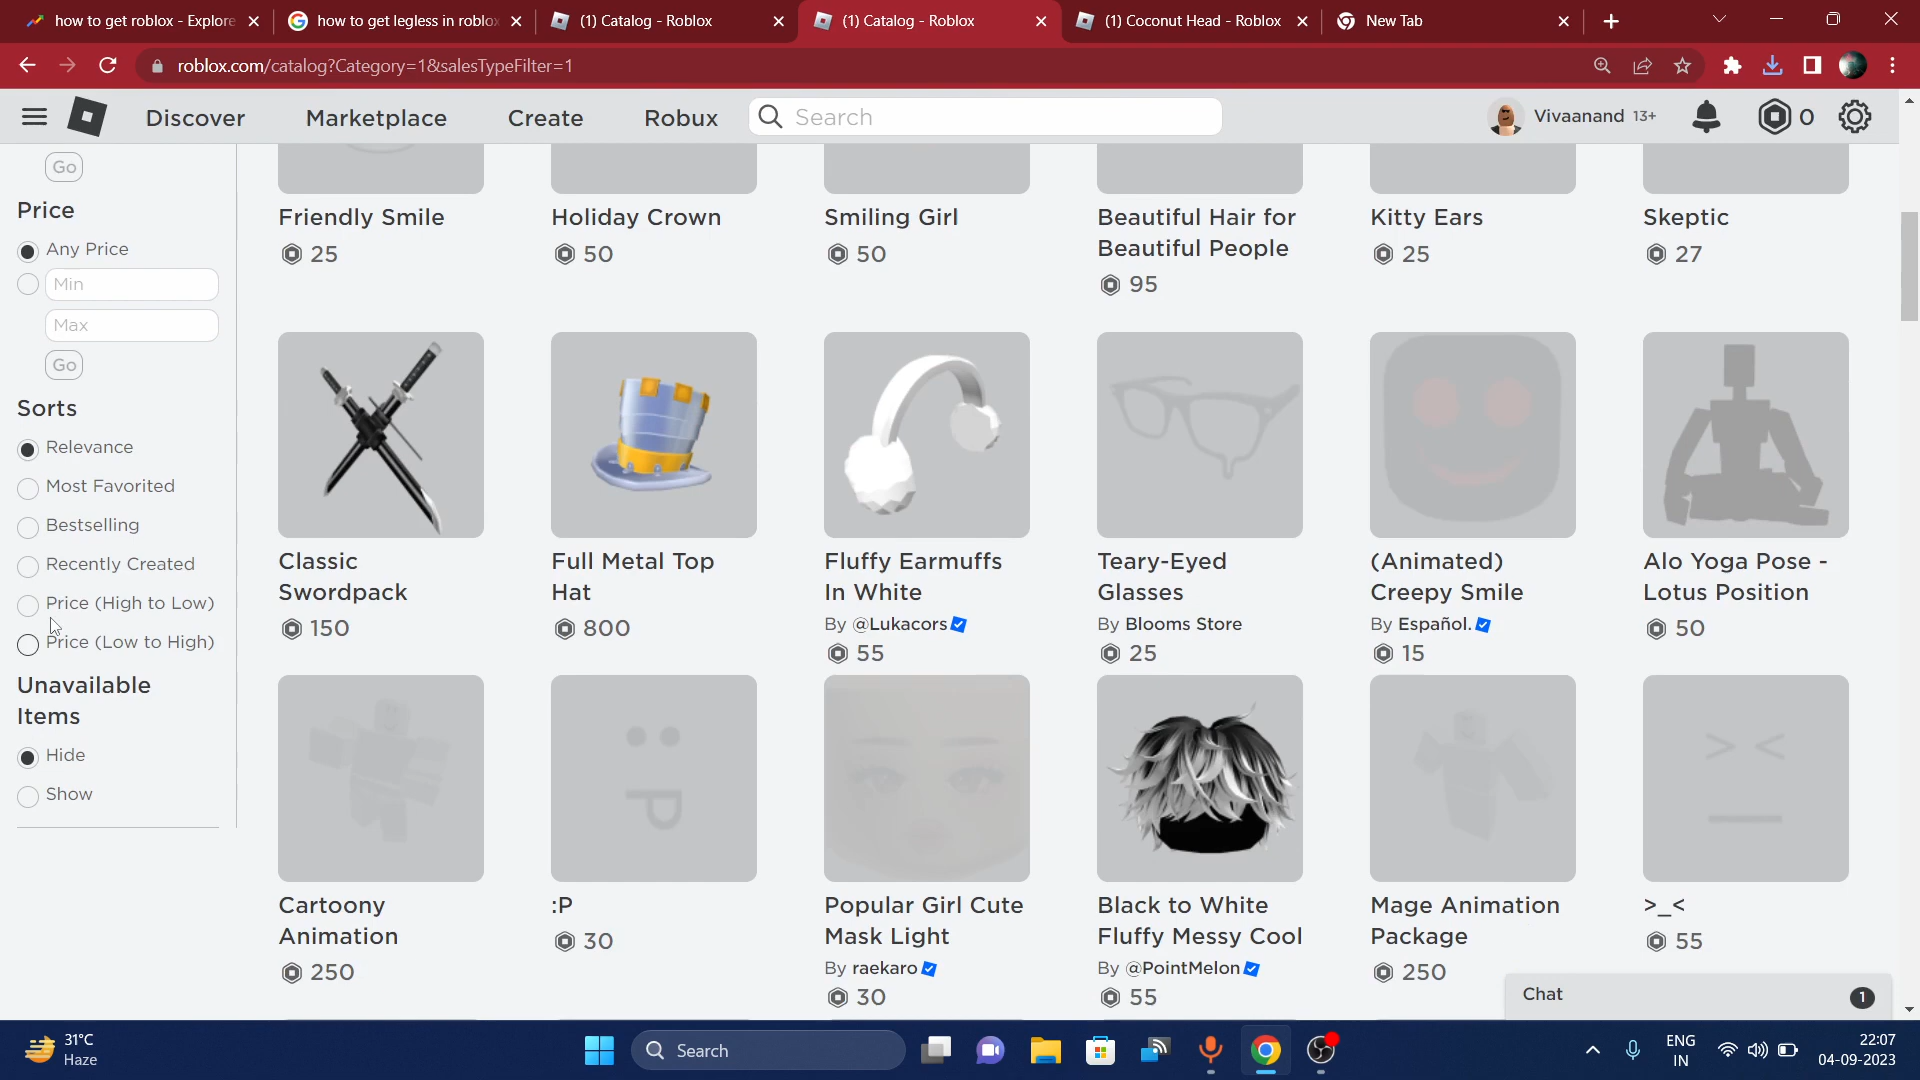 how to get roblox - Explore
how to get legless in roblox
(1) Catalog - Roblox
(1) Catalog - Roblox
(1) Coconut Head - Roblox
New Tab
roblox.com/catalog?Category=1&salesTypeFilter=1
Discover
Marketplace
Create
Robux
Search
Vivaanand 13+
0
Go
Price
Any Price
Min
Max
Go
Sorts
Relevance
Most Favorited
Bestselling
Recently Created
Price (High to Low)
Price (Low to High)
Unavailable
Items
Hide
Show
Friendly Smile
25
Holiday Crown
50
Smiling Girl
50
Beautiful Hair for
Beautiful People
95
Kitty Ears
25
Skeptic
27
Classic
Swordpack
150
Full Metal Top
Hat
800
Fluffy Earmuffs
In White
By @Lukacors
55
Teary-Eyed
Glasses
By Blooms Store
25
(Animated)
Creepy Smile
By Español.
15
Alo Yoga Pose -
Lotus Position
50
Cartoony
Animation
250
:P
30
Popular Girl Cute
Mask Light
By raekaro
30
Black to White
Fluffy Messy Cool
By @PointMelon
55
Mage Animation
Package
250
>_<
55
Chat
1
31°C
Haze
Search
ENG
IN
22:07
04-09-2023